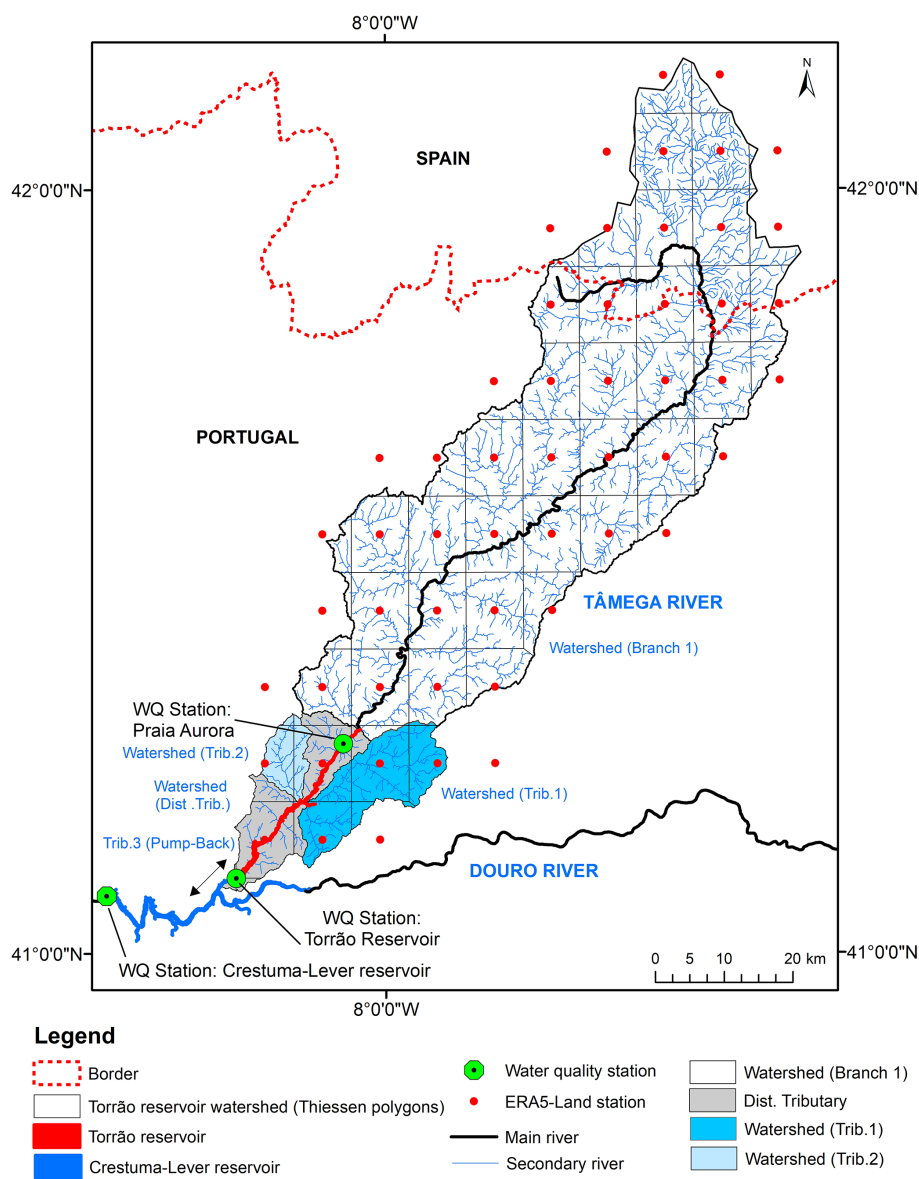 8°0'0"W
N
SPAIN
42°0'0"N
42°0'0"N
PORTUGAL
TÂMEGA RIVER
Watershed (Branch 1)
WQ Station:
Praia Aurora
Watershed (Trib.2)
Watershed
(Dist .Trib.)
Watershed (Trib.1)
Trib.3 (Pump-Back)
DOURO RIVER
WQ Station:
Torrão Reservoir
41°0'0"N
41°0'0"N
WQ Station: Crestuma-Lever reservoir
0 5 10 20 km
8°0'0"W
Legend
Border
Torrão reservoir watershed (Thiessen polygons)
Torrão reservoir
Crestuma-Lever reservoir
Water quality station
ERA5-Land station
Main river
Secondary river
Watershed (Branch 1)
Dist. Tributary
Watershed (Trib.1)
Watershed (Trib.2)